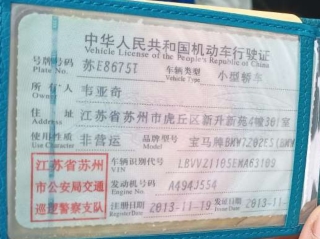 中华人民共和国机动车行驶证
Vehicle License of the People's Republic of China
号牌号码 苏E8675T 车辆类型 小型轿车
Plate No. Vehicle Type
所有人 韦亚奇
Owner
住址 江苏省苏州市虎丘区新升新苑4幢301室
Address
使用性质 非营运 品牌型号 宝马牌BMW7202ES(BMW
Use Character Model
江苏省苏州
市公安局交通
巡逻警察支队
车辆识别代号 LBVVZ1105EMA63109
VIN
发动机号码 A494J554
Engine No.
注册日期 2013-11-19 发证日期 2013-11-
Register Date Issue Date